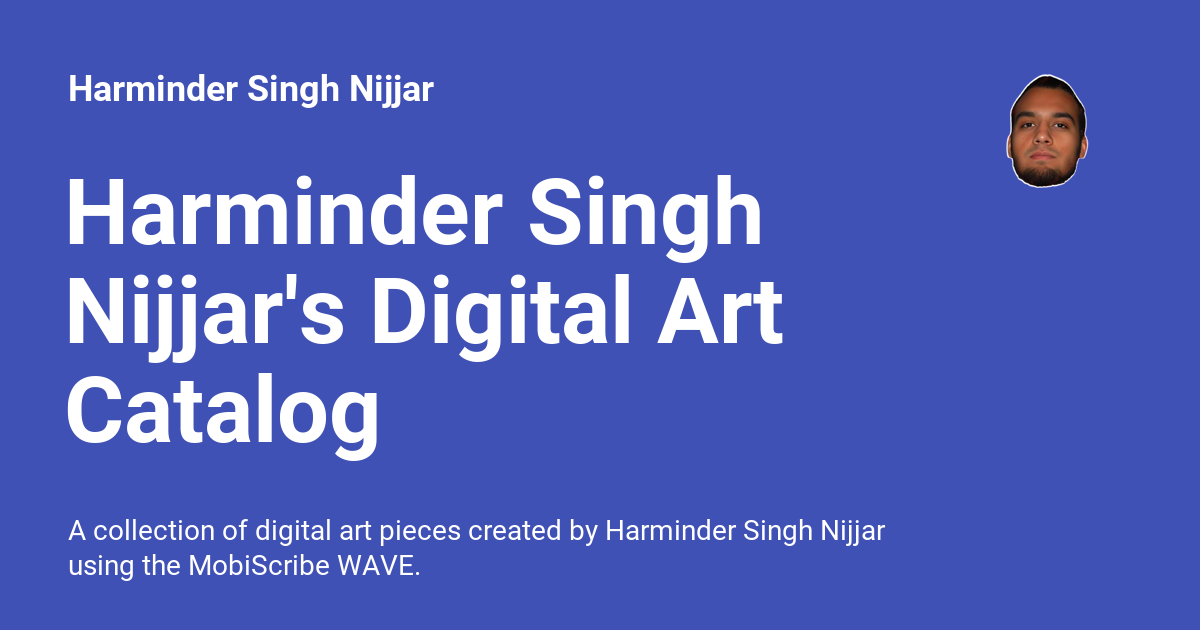 Harminder Singh Nijjar
Harminder Singh
Nijjar's Digital Art
Catalog
A collection of digital art pieces created by Harminder Singh Nijjar
using the MobiScribe WAVE.